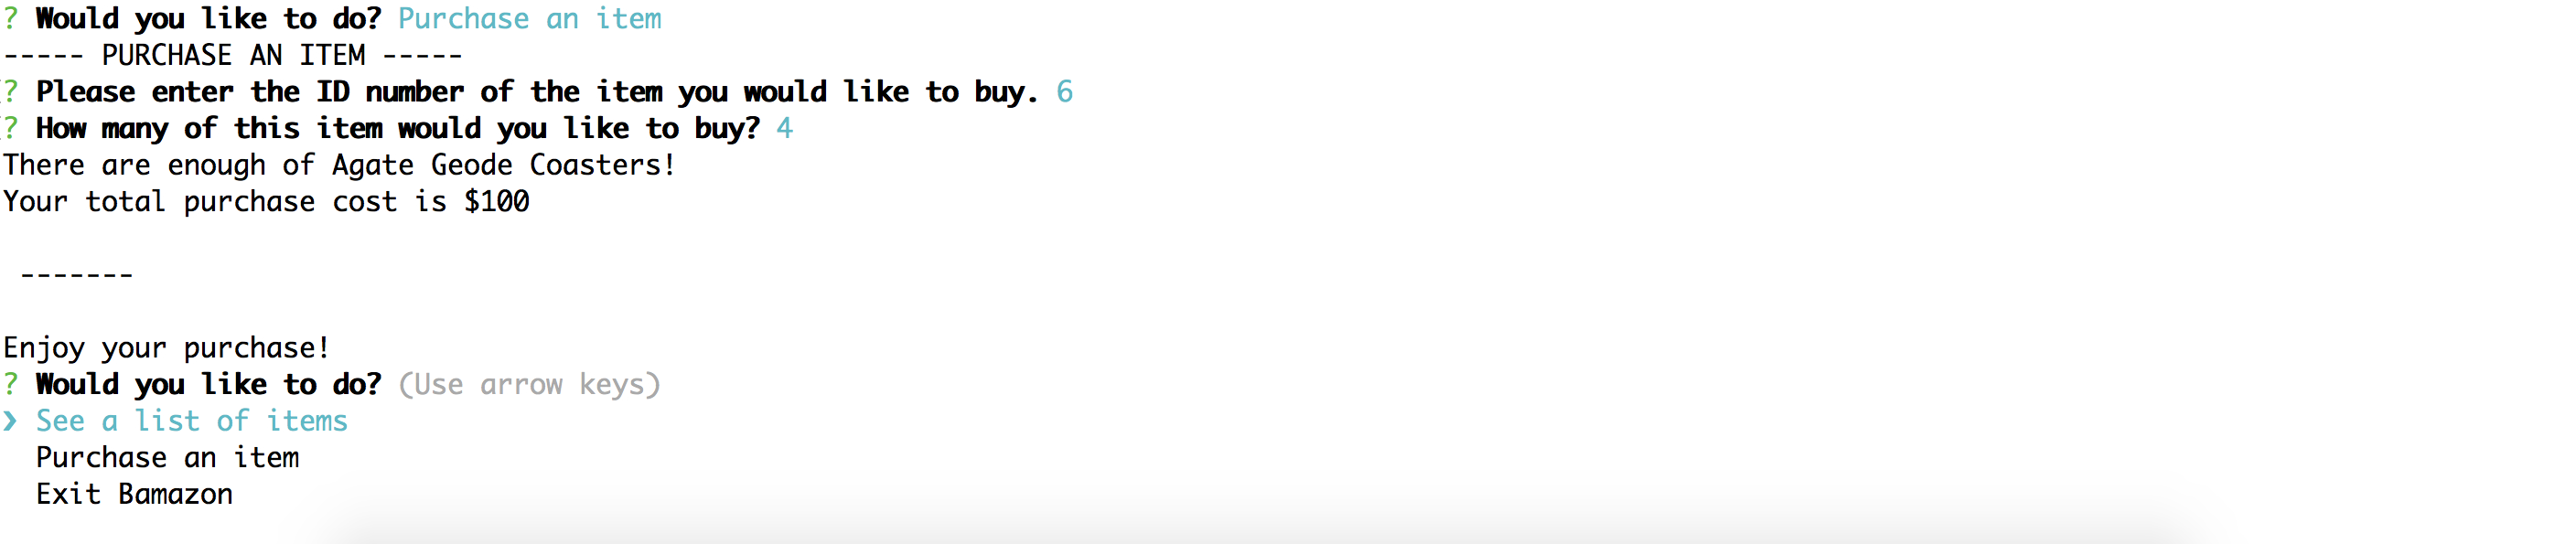 ? Would you like to do? Purchase an item
----- PURCHASE AN ITEM -----
? Please enter the ID number of the item you would like to buy. 6
? How many of this item would you like to buy? 4
There are enough of Agate Geode Coasters!
Your total purchase cost is $100
-------
Enjoy your purchase!
? Would you like to do? (Use arrow keys)
❯ See a list of items
Purchase an item
Exit Bamazon